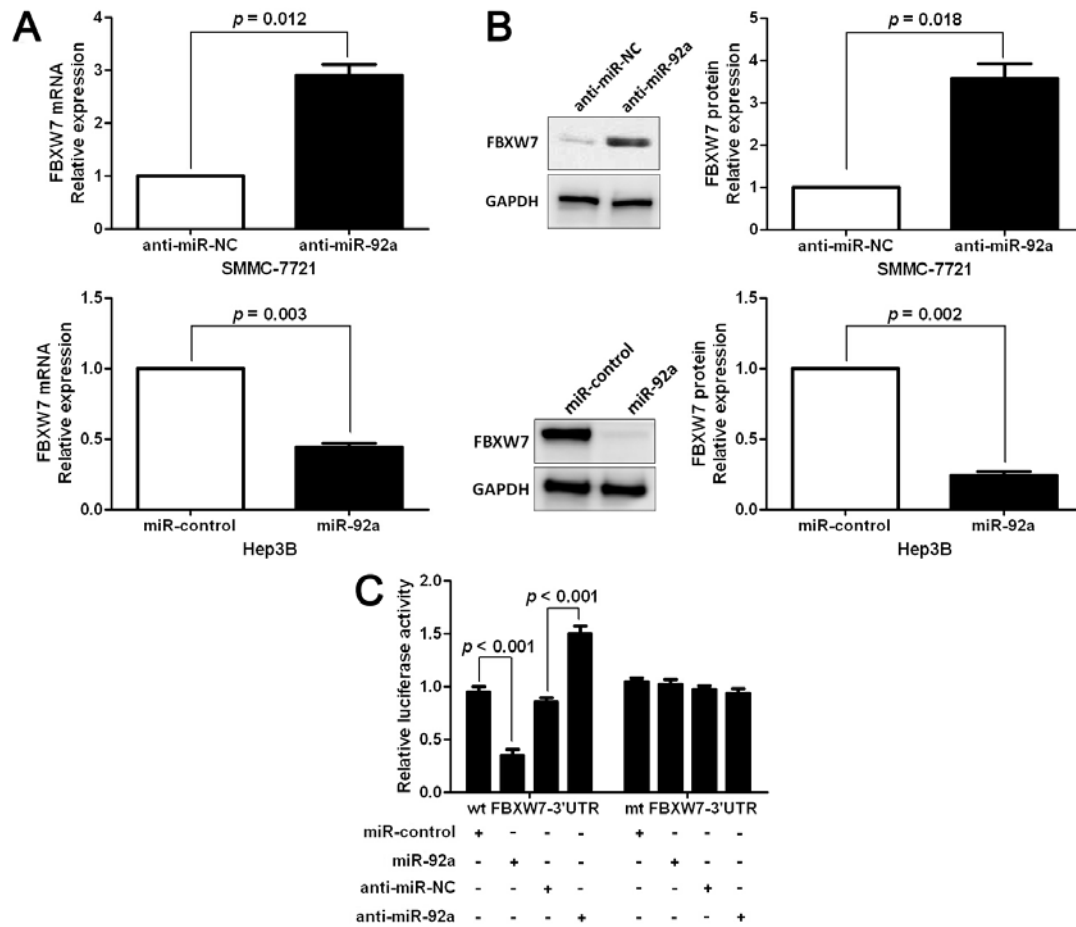 A
p = 0.012
FBXW7 mRNA
Relative expression
4
3
2
1
0
anti-miR-NC anti-miR-92a
SMMC-7721
p = 0.003
FBXW7 mRNA
Relative expression
1.5
1.0
0.5
0.0
miR-control miR-92a
Hep3B
B
anti-miR-NC
anti-miR-92a
FBXW7
GAPDH
p = 0.018
FBXW7 protein
Relative expression
5
4
3
2
1
0
anti-miR-NC anti-miR-92a
SMMC-7721
miR-control
miR-92a
FBXW7
GAPDH
p = 0.002
FBXW7 protein
Relative expression
1.5
1.0
0.5
0.0
miR-control miR-92a
Hep3B
C
Relative luciferase activity
2.0
1.5
1.0
0.5
0.0
p < 0.001
p < 0.001
wt FBXW7-3'UTR mt FBXW7-3'UTR
miR-control + - - - + - - -
miR-92a - + - - - + - -
anti-miR-NC - - + - - - + -
anti-miR-92a - - - + - - - +